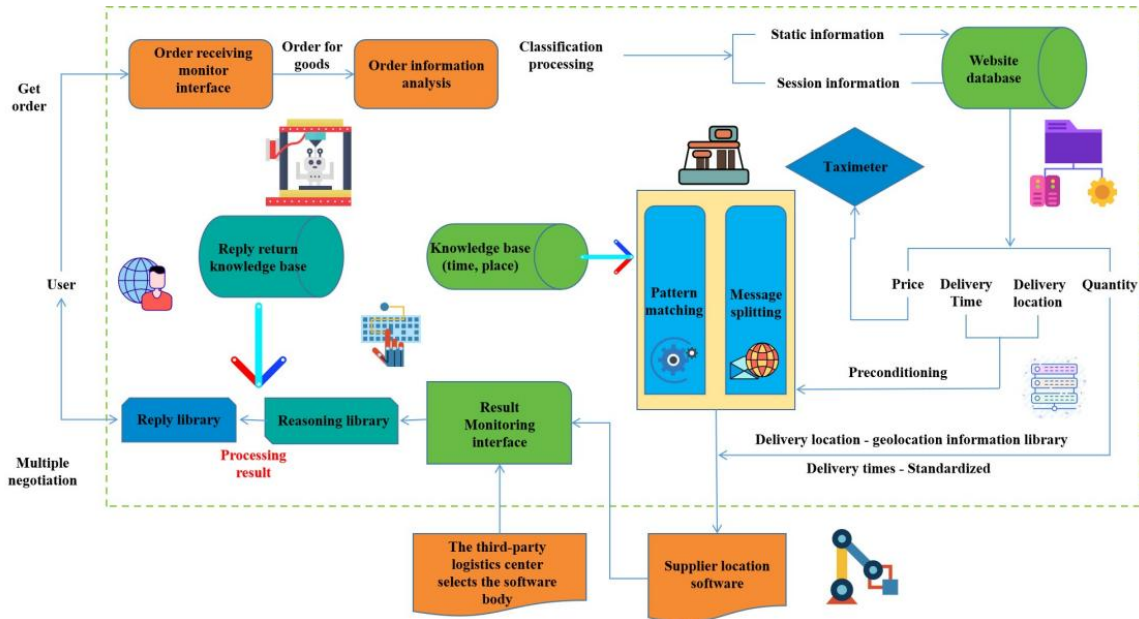 Get
order
User
Multiple
negotiation
Order receiving
monitor
interface
Order for
goods
Order information
analysis
Classification
processing
Static information
Session information
Website
database
Taximeter
Reply return
knowledge base
Knowledge base
(time, place)
Pattern
matching
Message
splitting
Price
Delivery
Time
Delivery
location
Quantity
Preconditioning
Reply library
Reasoning library
Processing
result
Result
Monitoring
interface
Delivery location - geolocation information library
Delivery times - Standardized
The third-party
logistics center
selects the software
body
Supplier location
software